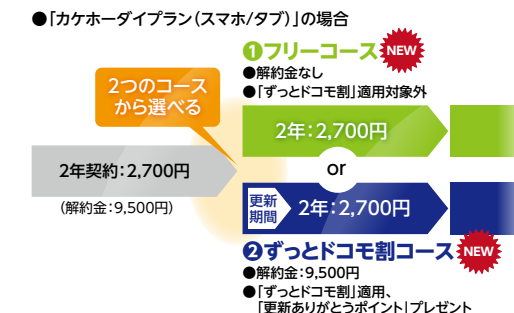 ●「カケホーダイプラン(スマホ/タブ)」の場合
❶フリーコース NEW
●解約金なし
●「ずっとドコモ割」適用対象外
2つのコース
から選べる
2年:2,700円
2年契約:2,700円
or
(解約金:9,500円)
更新
期間
2年:2,700円
❷ずっとドコモ割コース NEW
●解約金:9,500円
●「ずっとドコモ割」適用、
「更新ありがとうポイント」プレゼント